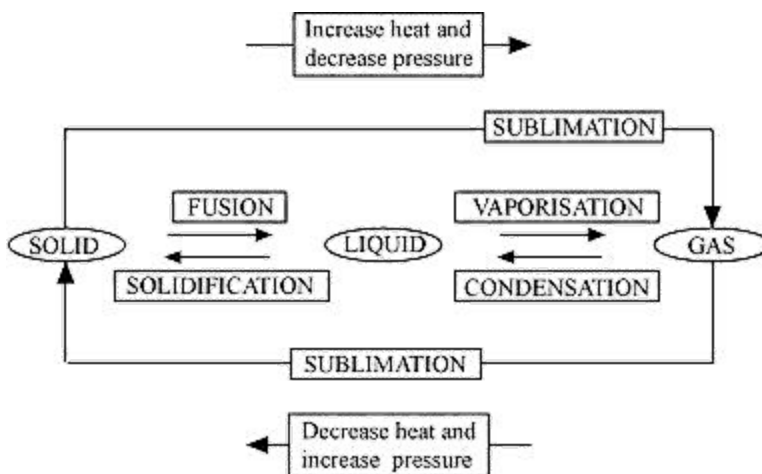 Increase heat and
decrease pressure
SUBLIMATION
FUSION
VAPORISATION
SOLID
LIQUID
GAS
SOLIDIFICATION
CONDENSATION
SUBLIMATION
Decrease heat and
increase pressure